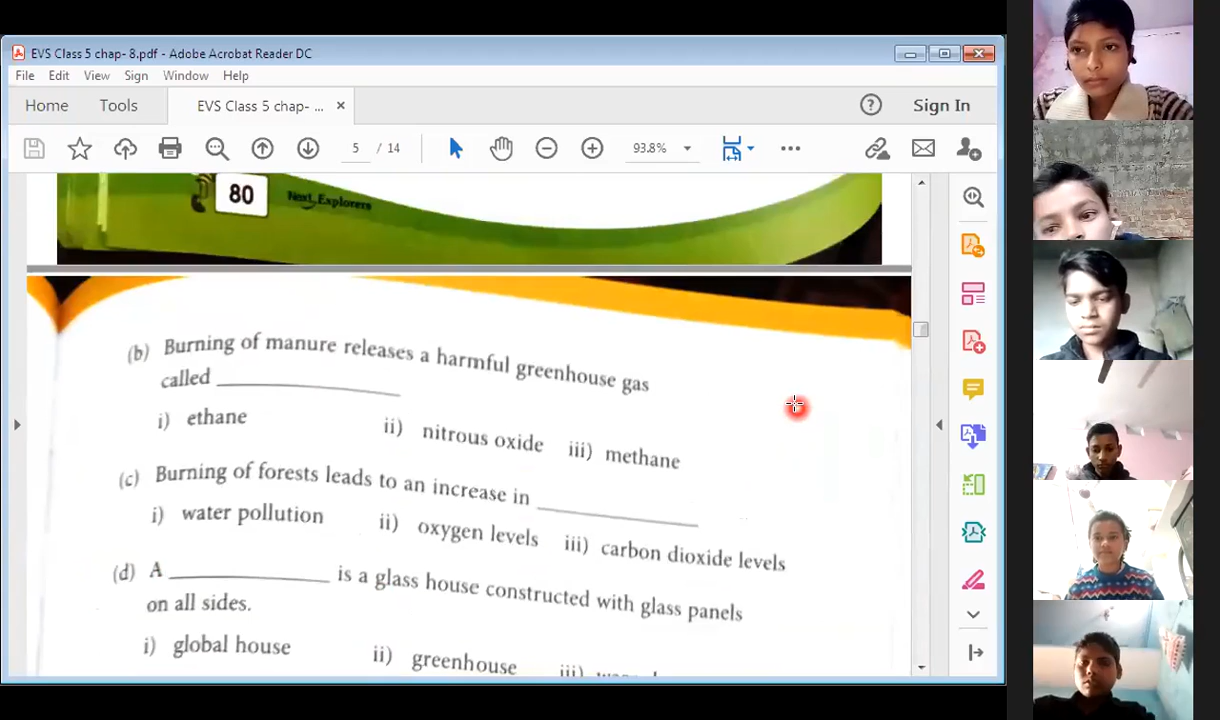 EVS Class 5 chap- 8.pdf - Adobe Acrobat Reader DC
File Edit View Sign Window Help
Home Tools EVS Class 5 chap- ... × Sign In
5 / 14 93.8%
80 Next Explorers
(b) Burning of manure releases a harmful greenhouse gas
called ____________
i) ethane ii) nitrous oxide iii) methane
(c) Burning of forests leads to an increase in ____________
i) water pollution ii) oxygen levels iii) carbon dioxide levels
(d) A ____________ is a glass house constructed with glass panels
on all sides.
i) global house ii) greenhouse iii)